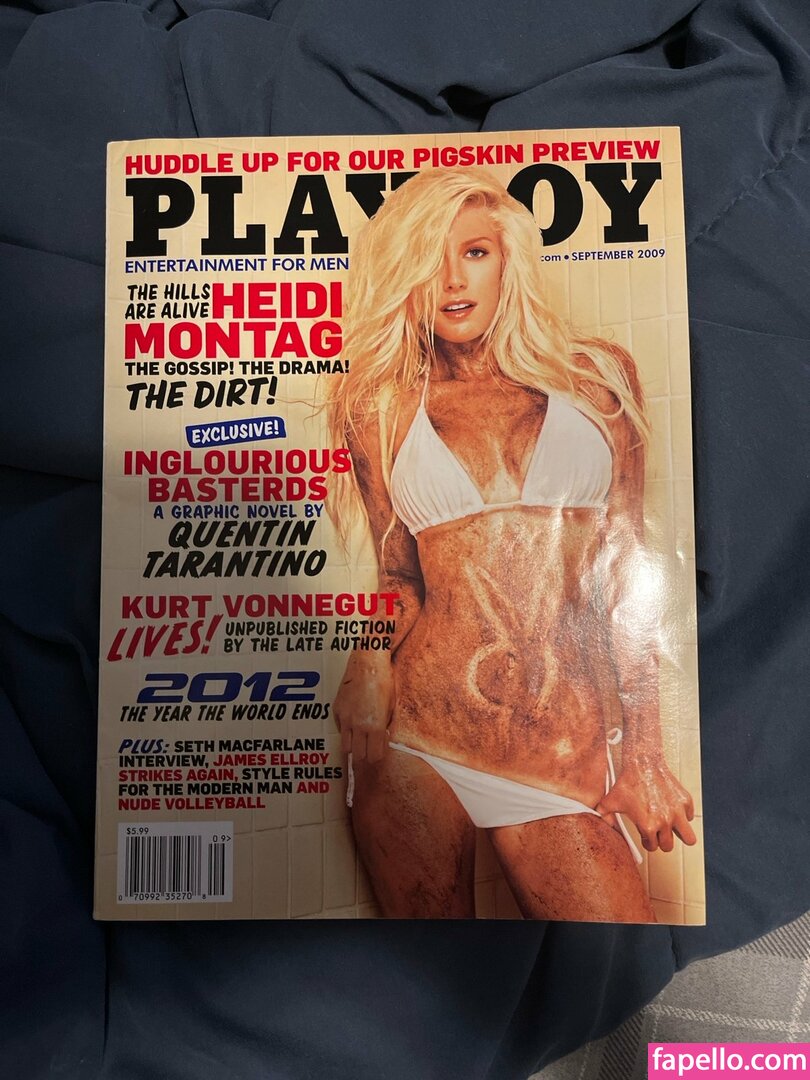 HUDDLE UP FOR OUR PIGSKIN PREVIEW
PLAY OY
ENTERTAINMENT FOR MEN
.com • SEPTEMBER 2009
THE HILLS
ARE ALIVE HEIDI
MONTAG
THE GOSSIP! THE DRAMA!
THE DIRT!
EXCLUSIVE!
INGLOURIOUS
BASTERDS
A GRAPHIC NOVEL BY
QUENTIN
TARANTINO
KURT VONNEGUT
LIVES! UNPUBLISHED FICTION
BY THE LATE AUTHOR
2012
THE YEAR THE WORLD ENDS
PLUS: SETH MACFARLANE
INTERVIEW, JAMES ELLROY
STRIKES AGAIN, STYLE RULES
FOR THE MODERN MAN AND
NUDE VOLLEYBALL
$5.99
09>
0 70992 35270 8
fapello.com